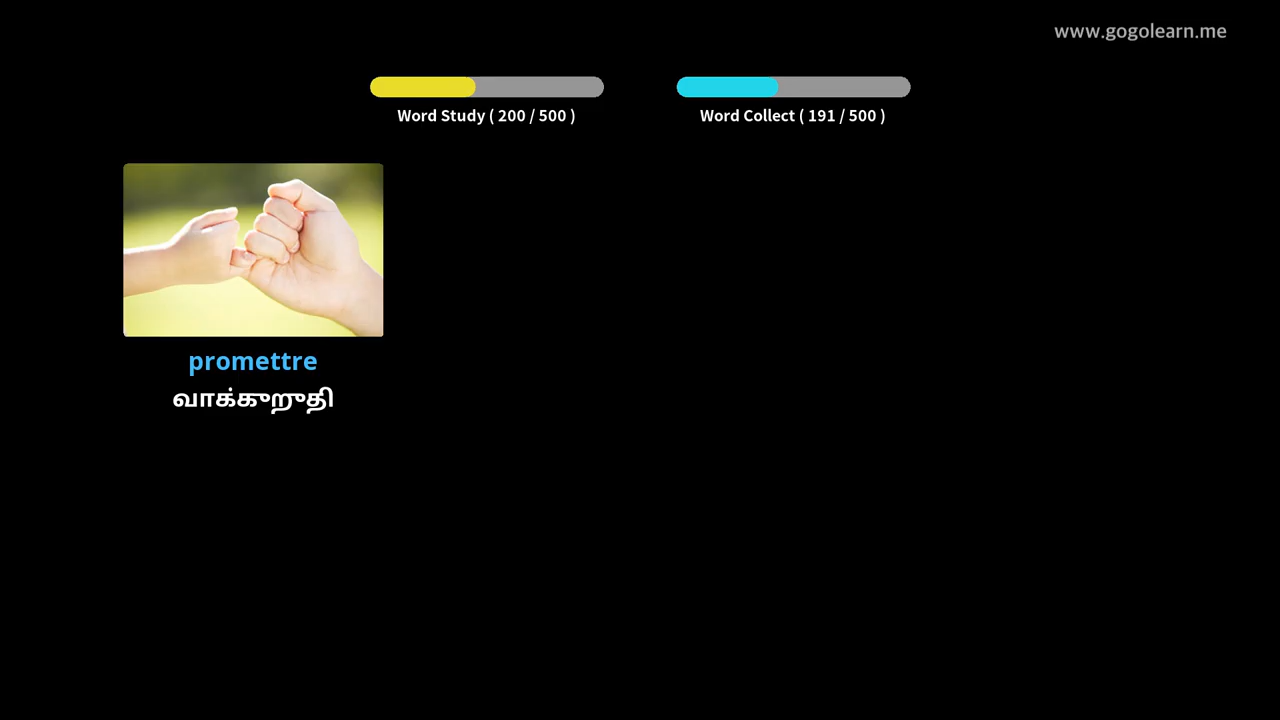 www.gogolearn.me
Word Study ( 200 / 500 )
Word Collect ( 191 / 500 )
promettre
வாக்குறுதி